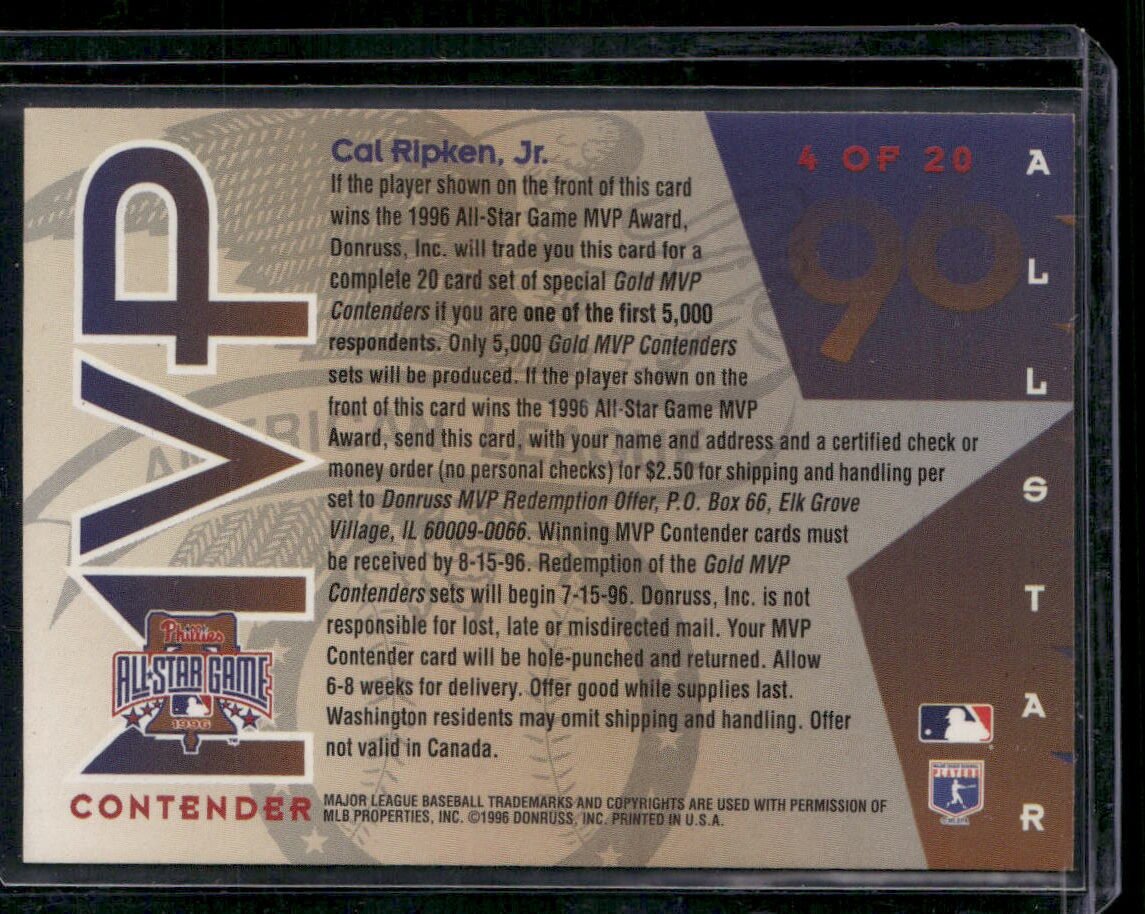 Cal Ripken, Jr.
If the player shown on the front of this card
wins the 1996 All-Star Game MVP Award,
Donruss, Inc. will trade you this card for a
complete 20 card set of special Gold MVP
Contenders if you are one of the first 5,000
respondents. Only 5,000 Gold MVP Contenders
sets will be produced. If the player shown on the
front of this card wins the 1996 All-Star Game MVP
Award, send this card, with your name and address and a certified check or
money order (no personal checks) for $2.50 for shipping and handling per
set to Donruss MVP Redemption Offer, P.O. Box 66, Elk Grove
Village, IL 60009-0066. Winning MVP Contender cards must
be received by 8-15-96. Redemption of the Gold MVP
Contenders sets will begin 7-15-96. Donruss, Inc. is not
responsible for lost, late or misdirected mail. Your MVP
Contender card will be hole-punched and returned. Allow
6-8 weeks for delivery. Offer good while supplies last.
Washington residents may omit shipping and handling. Offer
not valid in Canada.
MAJOR LEAGUE BASEBALL TRADEMARKS AND COPYRIGHTS ARE USED WITH PERMISSION OF
MLB PROPERTIES, INC. ©1996 DONRUSS, INC. PRINTED IN U.S.A.
MVP
CONTENDER
Phillies
ALL-STAR GAME
1996
TM
AMERICAN LEAGUE
4 OF 20
96
ALL STAR
PLAYERS